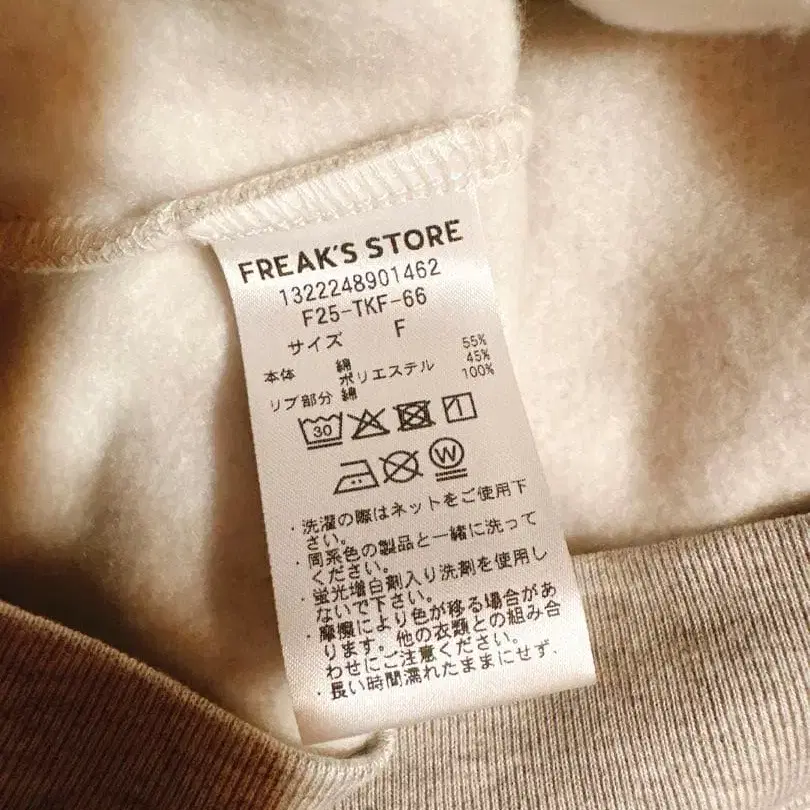 FREAK'S STORE
1322248901462
F25-TKF-66
サイズ F
本体 綿 55%
ポリエステル 45%
リブ部分 綿 100%
30
W
・洗濯の際はネットをご使用下
さい。
・同系色の製品と一緒に洗って
ください。
・蛍光増白剤入り洗剤を使用し
ないで下さい。
・摩擦により色が移る場合があ
ります。他の衣類との組み合
わせにご注意ください。
・長い時間濡れたままにせず、